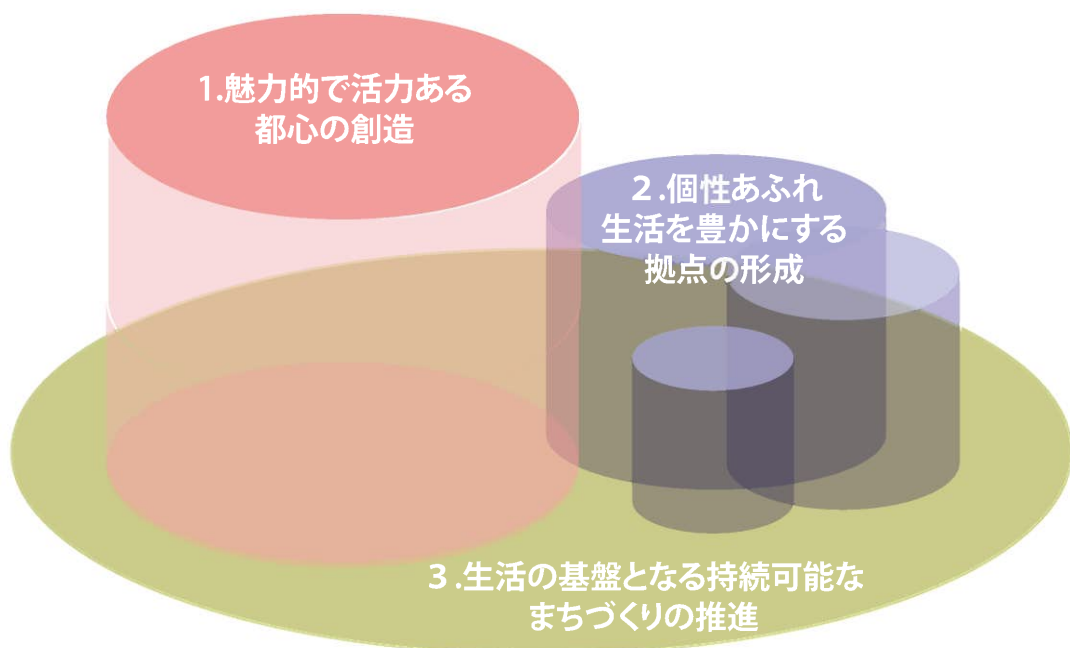 1.魅力的で活力ある
都心の創造
２.個性あふれ
生活を豊かにする
拠点の形成
３.生活の基盤となる持続可能な
まちづくりの推進